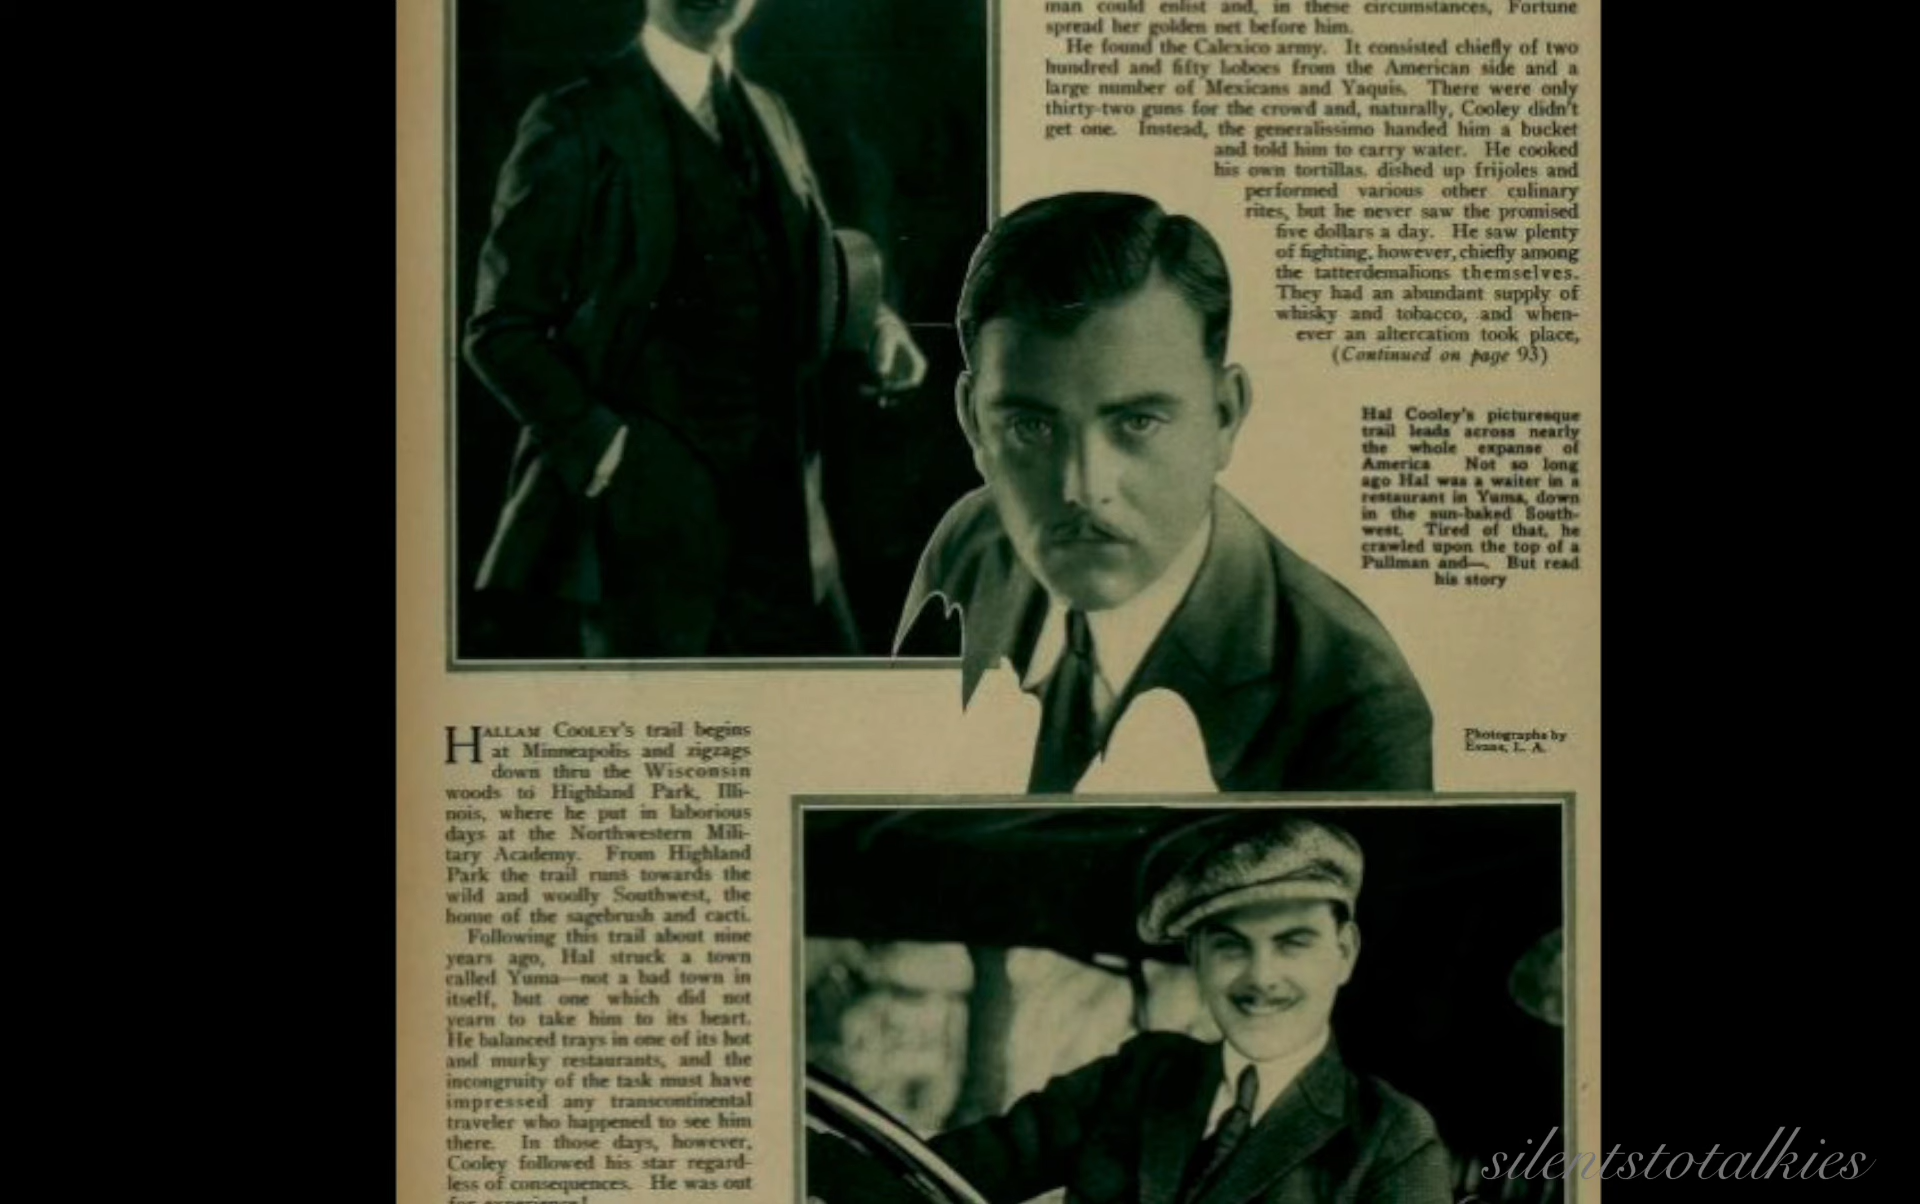 man could enlist and, in these circumstances, Fortune
spread her golden net before him.
He found the Calexico army. It consisted chiefly of two
hundred and fifty hoboes from the American side and a
large number of Mexicans and Yaquis. There were only
thirty-two guns for the crowd and, naturally, Cooley didn't
get one. Instead, the generalissimo handed him a bucket
and told him to carry water. He cooked
his own tortillas, dished up frijoles and
performed various other culinary
rites, but he never saw the promised
five dollars a day. He saw plenty
of fighting, however, chiefly among
the tatterdemalions themselves.
They had an abundant supply of
whisky and tobacco, and when-
ever an altercation took place,
(Continued on page 93)
Hal Cooley's picturesque
trail leads across nearly
the whole expanse of
America Not so long
ago Hal was a waiter in a
restaurant in Yuma, down
in the sun-baked South-
west. Tired of that, he
crawled upon the top of a
Pullman and—. But read
his story
Photographs by
Evans, L. A.
HALLAM COOLEY'S trail begins
at Minneapolis and zigzags
down thru the Wisconsin
woods to Highland Park, Illi-
nois, where he put in laborious
days at the Northwestern Mili-
tary Academy. From Highland
Park the trail runs towards the
wild and woolly Southwest, the
home of the sagebrush and cacti.
Following this trail about nine
years ago, Hal struck a town
called Yuma—not a bad town in
itself, but one which did not
yearn to take him to its heart.
He balanced trays in one of its hot
and murky restaurants, and the
incongruity of the task must have
impressed any transcontinental
traveler who happened to see him
there. In those days, however,
Cooley followed his star regard-
less of consequences. He was out
for experience!
silentstotalkies